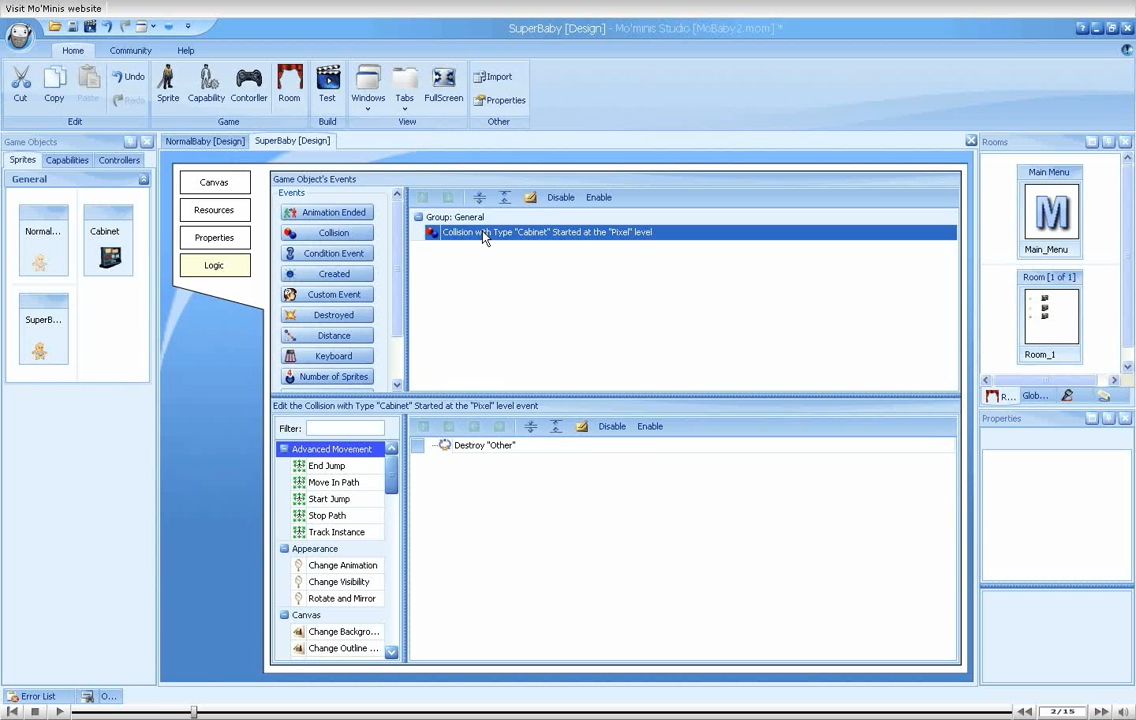 Visit Mo'Minis website
SuperBaby [Design] - Mo'minis Studio [MoBaby2.mom] *
Home
Community
Help
Cut
Copy
Paste
Undo
Redo
Edit
Sprite
Capability
Contorller
Room
Game
Test
Build
Windows
Tabs
FullScreen
View
Import
Properties
Other
Game Objects
Sprites
Capabilities
Controllers
General
Normal...
Cabinet
SuperB...
NormalBaby [Design]
SuperBaby [Design]
Canvas
Resources
Properties
Logic
Game Object's Events
Events
Animation Ended
Collision
Condition Event
Created
Custom Event
Destroyed
Distance
Keyboard
Number of Sprites
Disable
Enable
Group: General
Collision with Type "Cabinet" Started at the "Pixel" level
Edit the Collision with Type "Cabinet" Started at the "Pixel" level event
Filter:
Advanced Movement
End Jump
Move In Path
Start Jump
Stop Path
Track Instance
Appearance
Change Animation
Change Visibility
Rotate and Mirror
Canvas
Change Backgro...
Change Outline ...
Disable
Enable
Destroy "Other"
Rooms
Main Menu
M
Main_Menu
Room [1 of 1]
Room_1
R...
Glob...
Properties
Error List
O...
2/15